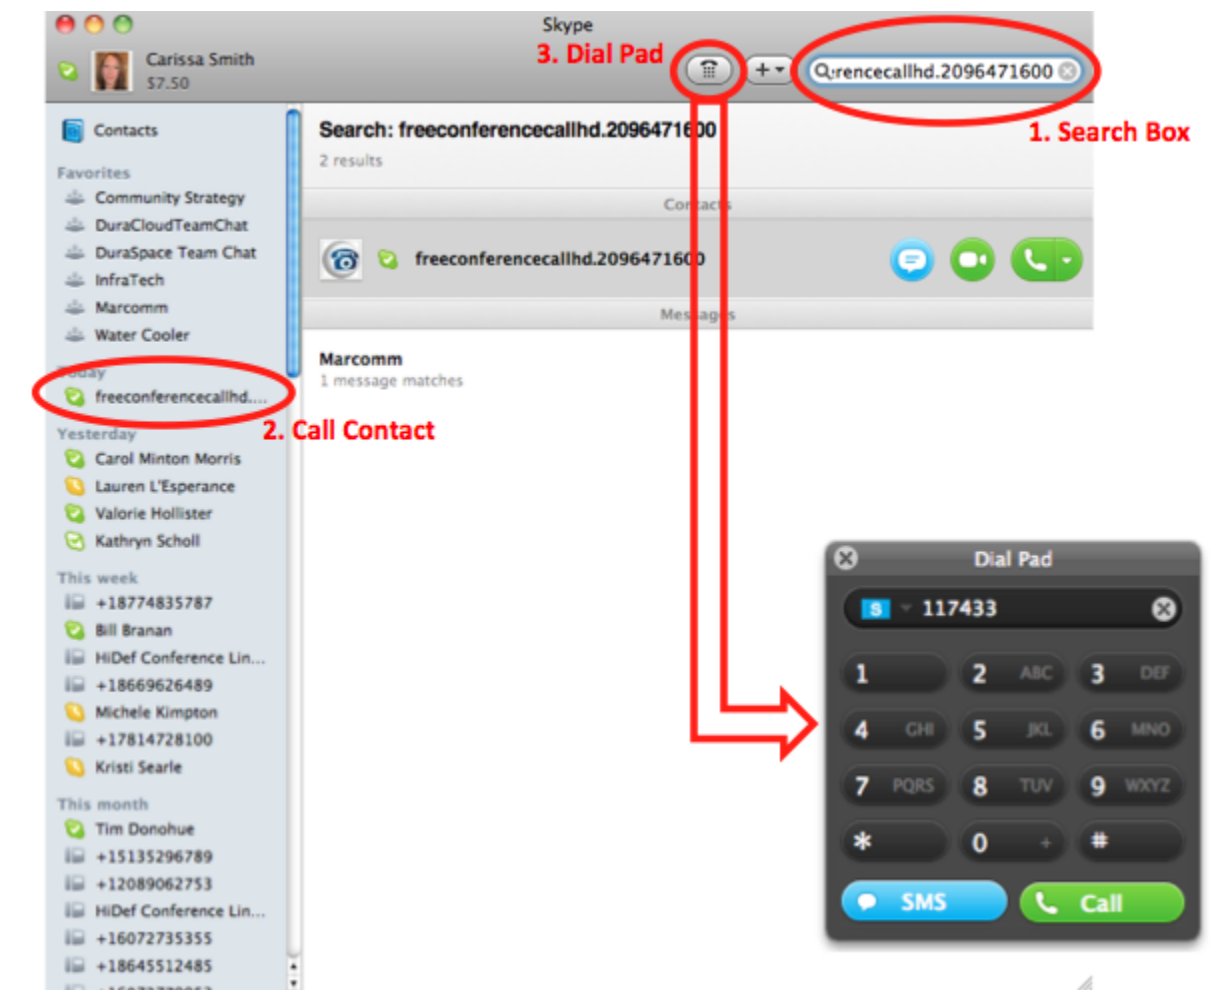 Skype
3. Dial Pad
Carissa Smith
$7.50
:rencecallhd.2096471600
1. Search Box
Contacts
Favorites
Community Strategy
DuraCloudTeamChat
DuraSpace Team Chat
InfraTech
Marcomm
Water Cooler
Today
freeconferencecallhd....
2. Call Contact
Yesterday
Carol Minton Morris
Lauren L'Esperance
Valorie Hollister
Kathryn Scholl
This week
+18774835787
Bill Branan
HiDef Conference Lin...
+18669626489
Michele Kimpton
+17814728100
Kristi Searle
This month
Tim Donohue
+15135296789
+12089062753
HiDef Conference Lin...
+16072735355
+18645512485
Search: freeconferencecallhd.2096471600
2 results
Contacts
freeconferencecallhd.2096471600
Messages
Marcomm
1 message matches
Dial Pad
S 117433
1
2 ABC
3 DEF
4 GHI
5 JKL
6 MNO
7 PQRS
8 TUV
9 WXYZ
*
0 +
#
SMS
Call